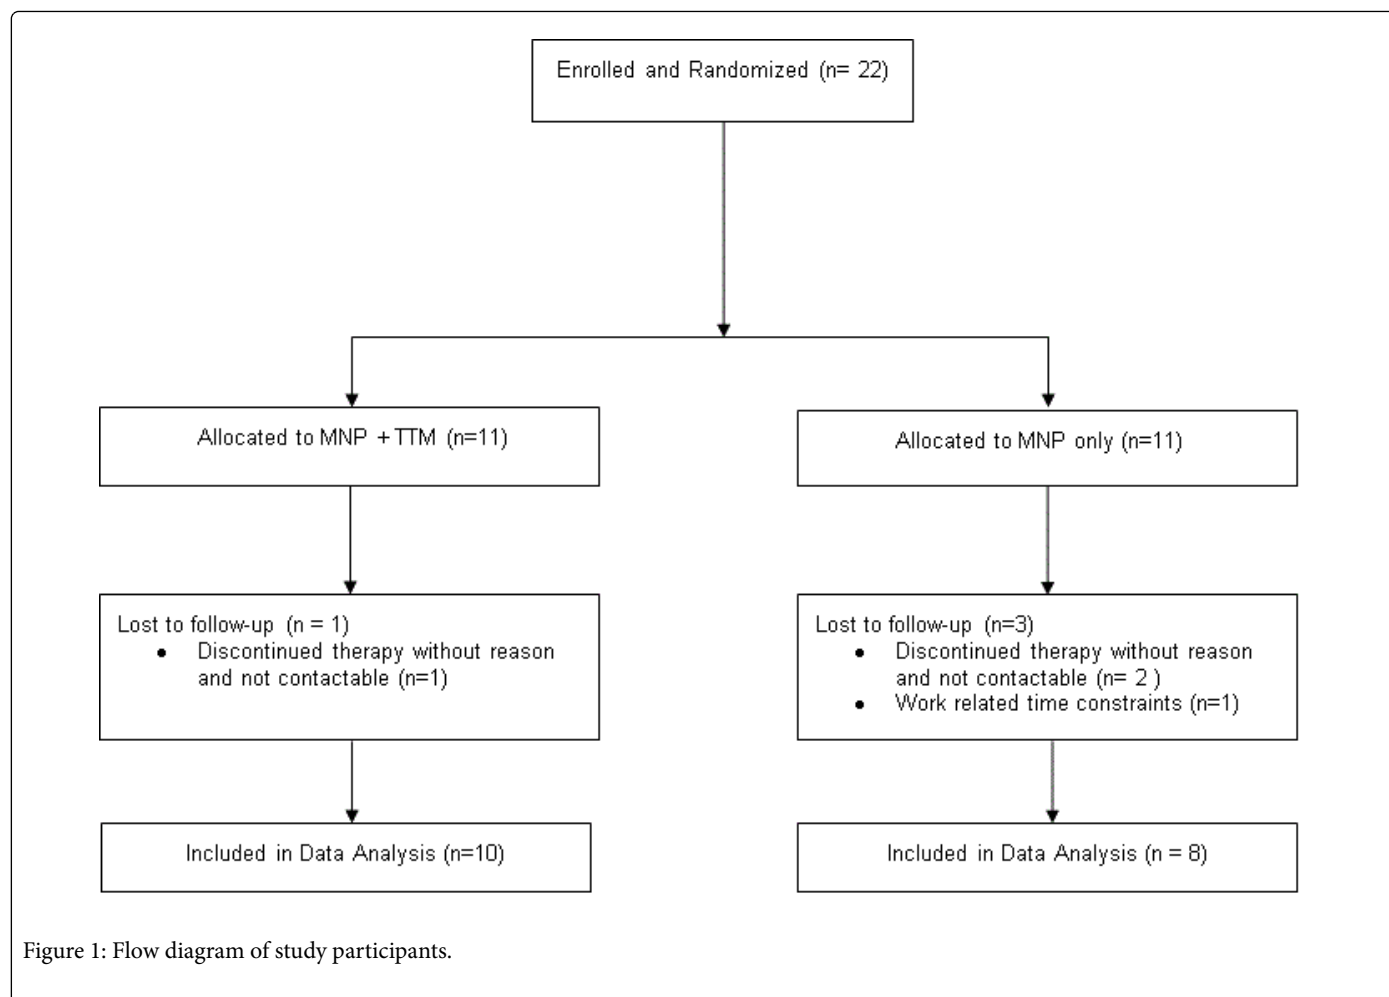 Enrolled and Randomized (n= 22)
Allocated to MNP + TTM (n=11)
Allocated to MNP only (n=11)
Lost to follow-up (n = 1)
• Discontinued therapy without reason
and not contactable (n=1)
Lost to follow-up (n=3)
• Discontinued therapy without reason
and not contactable (n= 2 )
• Work related time constraints (n=1)
Included in Data Analysis (n=10)
Included in Data Analysis (n = 8)
Figure 1: Flow diagram of study participants.